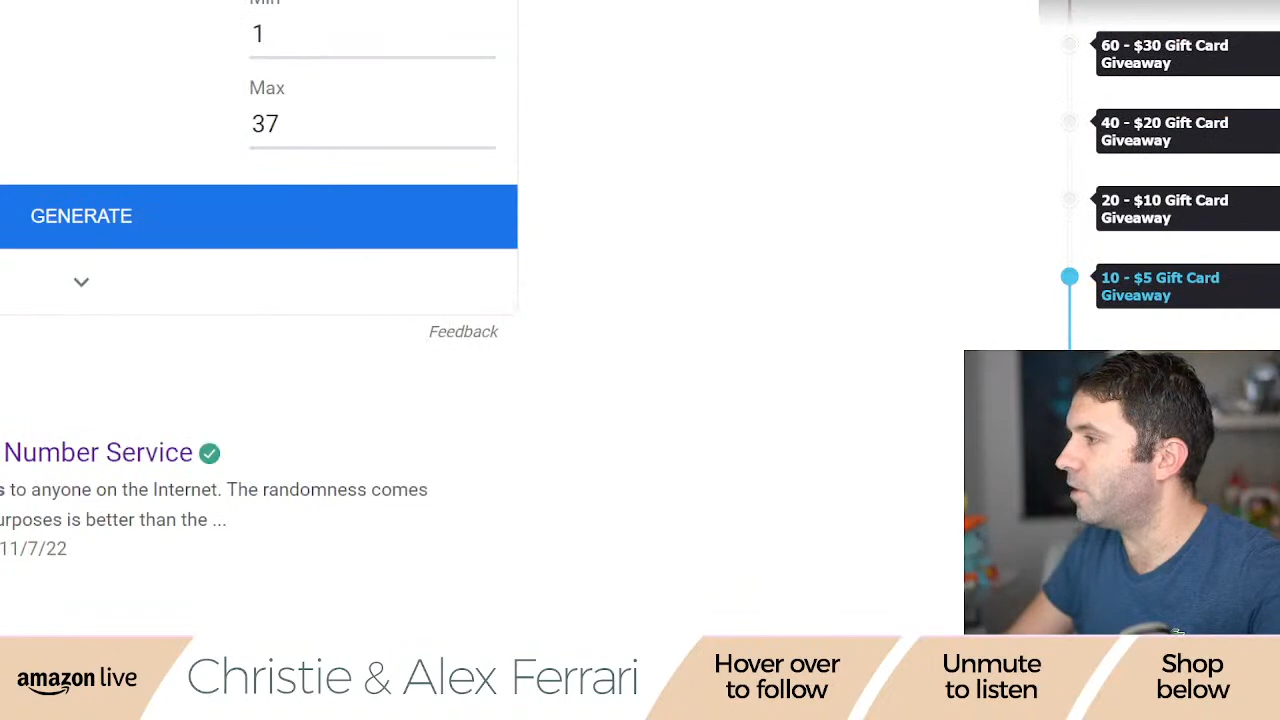 Min
1
Max
37
GENERATE
Feedback
Number Service
to anyone on the Internet. The randomness comes
purposes is better than the ...
11/7/22
60 - $30 Gift Card
Giveaway
40 - $20 Gift Card
Giveaway
20 - $10 Gift Card
Giveaway
10 - $5 Gift Card
Giveaway
amazon live
Christie & Alex Ferrari
Hover over
to follow
Unmute
to listen
Shop
below